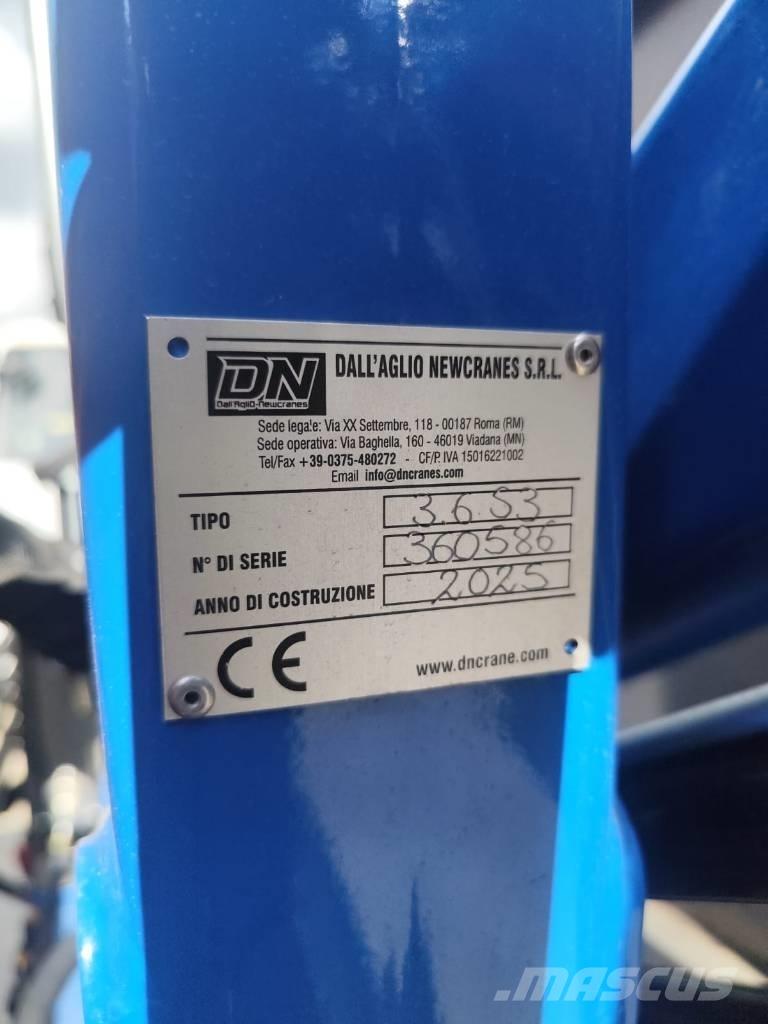 DN
Dall'AgliO-Newcranes
DALL'AGLIO NEWCRANES S.R.L.
Sede legale: Via XX Settembre, 118 - 00187 Roma (RM)
Sede operativa: Via Baghella, 160 - 46019 Viadana (MN)
Tel/Fax +39-0375-480272 - CF/P. IVA 15016221002
Email info@dncranes.com
TIPO 3.6 S3
N° DI SERIE 360586
ANNO DI COSTRUZIONE 2025
CE
www.dncrane.com
MASCUS